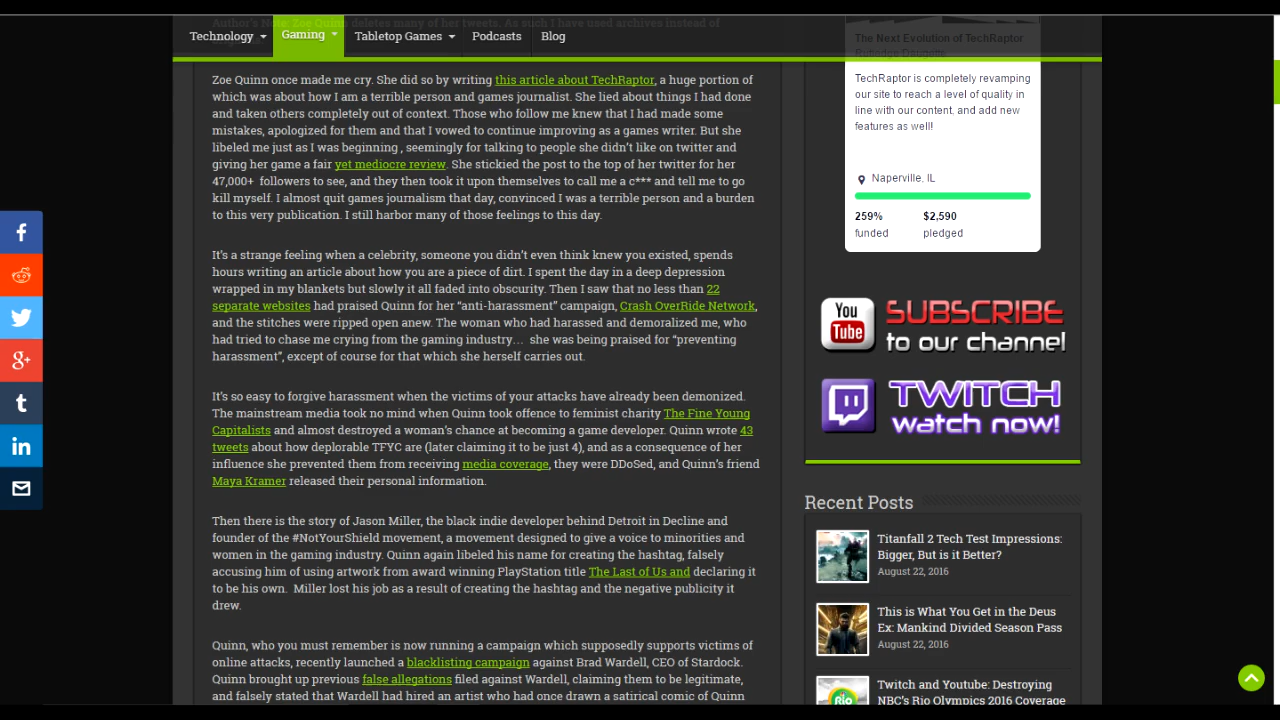 Author's Note: Zoe Quinn deletes many of her tweets. As such I have used archives instead of
Technology
Gaming
Tabletop Games
Podcasts
Blog
Zoe Quinn once made me cry. She did so by writing this article about TechRaptor, a huge portion of
which was about how I am a terrible person and games journalist. She lied about things I had done
and taken others completely out of context. Those who follow me knew that I had made some
mistakes, apologized for them and that I vowed to continue improving as a games writer. But she
libeled me just as I was beginning , seemingly for talking to people she didn't like on twitter and
giving her game a fair yet mediocre review. She stickied the post to the top of her twitter for her
47,000+ followers to see, and they then took it upon themselves to call me a c*** and tell me to go
kill myself. I almost quit games journalism that day, convinced I was a terrible person and a burden
to this very publication. I still harbor many of those feelings to this day.
It's a strange feeling when a celebrity, someone you didn't even think knew you existed, spends
hours writing an article about how you are a piece of dirt. I spent the day in a deep depression
wrapped in my blankets but slowly it all faded into obscurity. Then I saw that no less than 22
separate websites had praised Quinn for her “anti-harassment” campaign, Crash OverRide Network,
and the stitches were ripped open anew. The woman who had harassed and demoralized me, who
had tried to chase me crying from the gaming industry… she was being praised for “preventing
harassment”, except of course for that which she herself carries out.
It's so easy to forgive harassment when the victims of your attacks have already been demonized.
The mainstream media took no mind when Quinn took offence to feminist charity The Fine Young
Capitalists and almost destroyed a woman's chance at becoming a game developer. Quinn wrote 43
tweets about how deplorable TFYC are (later claiming it to be just 4), and as a consequence of her
influence she prevented them from receiving media coverage, they were DDoSed, and Quinn's friend
Maya Kramer released their personal information.
Then there is the story of Jason Miller, the black indie developer behind Detroit in Decline and
founder of the #NotYourShield movement, a movement designed to give a voice to minorities and
women in the gaming industry. Quinn again libeled his name for creating the hashtag, falsely
accusing him of using artwork from award winning PlayStation title The Last of Us and declaring it
to be his own. Miller lost his job as a result of creating the hashtag and the negative publicity it
drew.
Quinn, who you must remember is now running a campaign which supposedly supports victims of
online attacks, recently launched a blacklisting campaign against Brad Wardell, CEO of Stardock.
Quinn brought up previous false allegations filed against Wardell, claiming them to be legitimate,
and falsely stated that Wardell had hired an artist who had once drawn a satirical comic of Quinn
The Next Evolution of TechRaptor
Rutledge Daugette
TechRaptor is completely revamping
our site to reach a level of quality in
line with our content, and add new
features as well!
Naperville, IL
259%
$2,590
funded
pledged
You
Tube
SUBSCRIBE
to our channel
TWITCH
watch now!
Recent Posts
Titanfall 2 Tech Test Impressions:
Bigger, But is it Better?
August 22, 2016
This is What You Get in the Deus
Ex: Mankind Divided Season Pass
August 22, 2016
Twitch and Youtube: Destroying
NBC's Rio Olympics 2016 Coverage